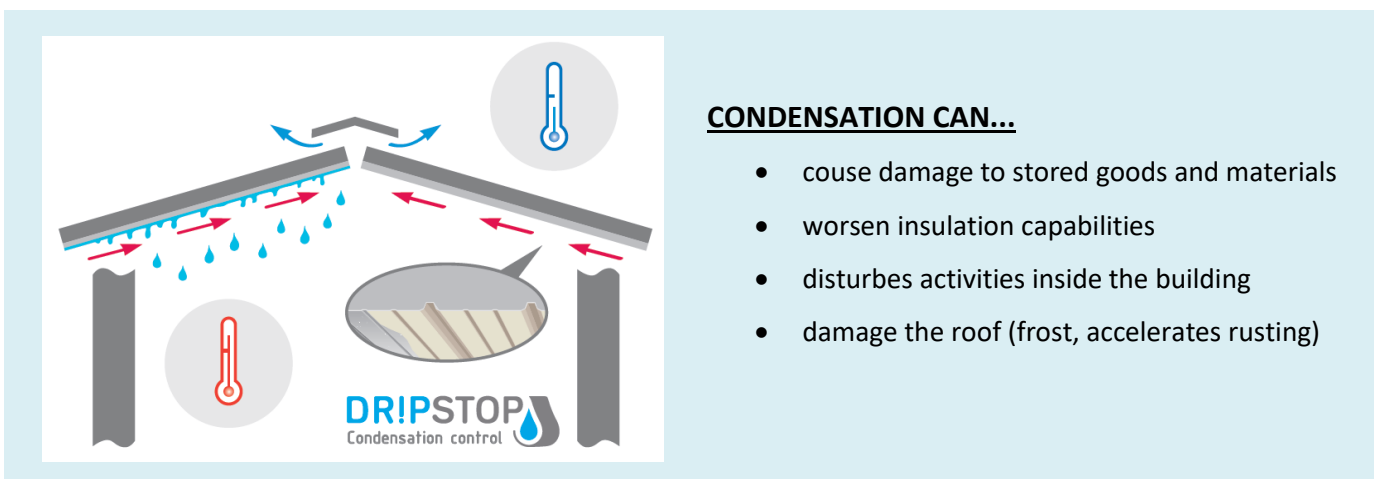 CONDENSATION CAN...
• couse damage to stored goods and materials
• worsen insulation capabilities
• disturbes activities inside the building
• damage the roof (frost, accelerates rusting)
DR!PSTOP
Condensation control